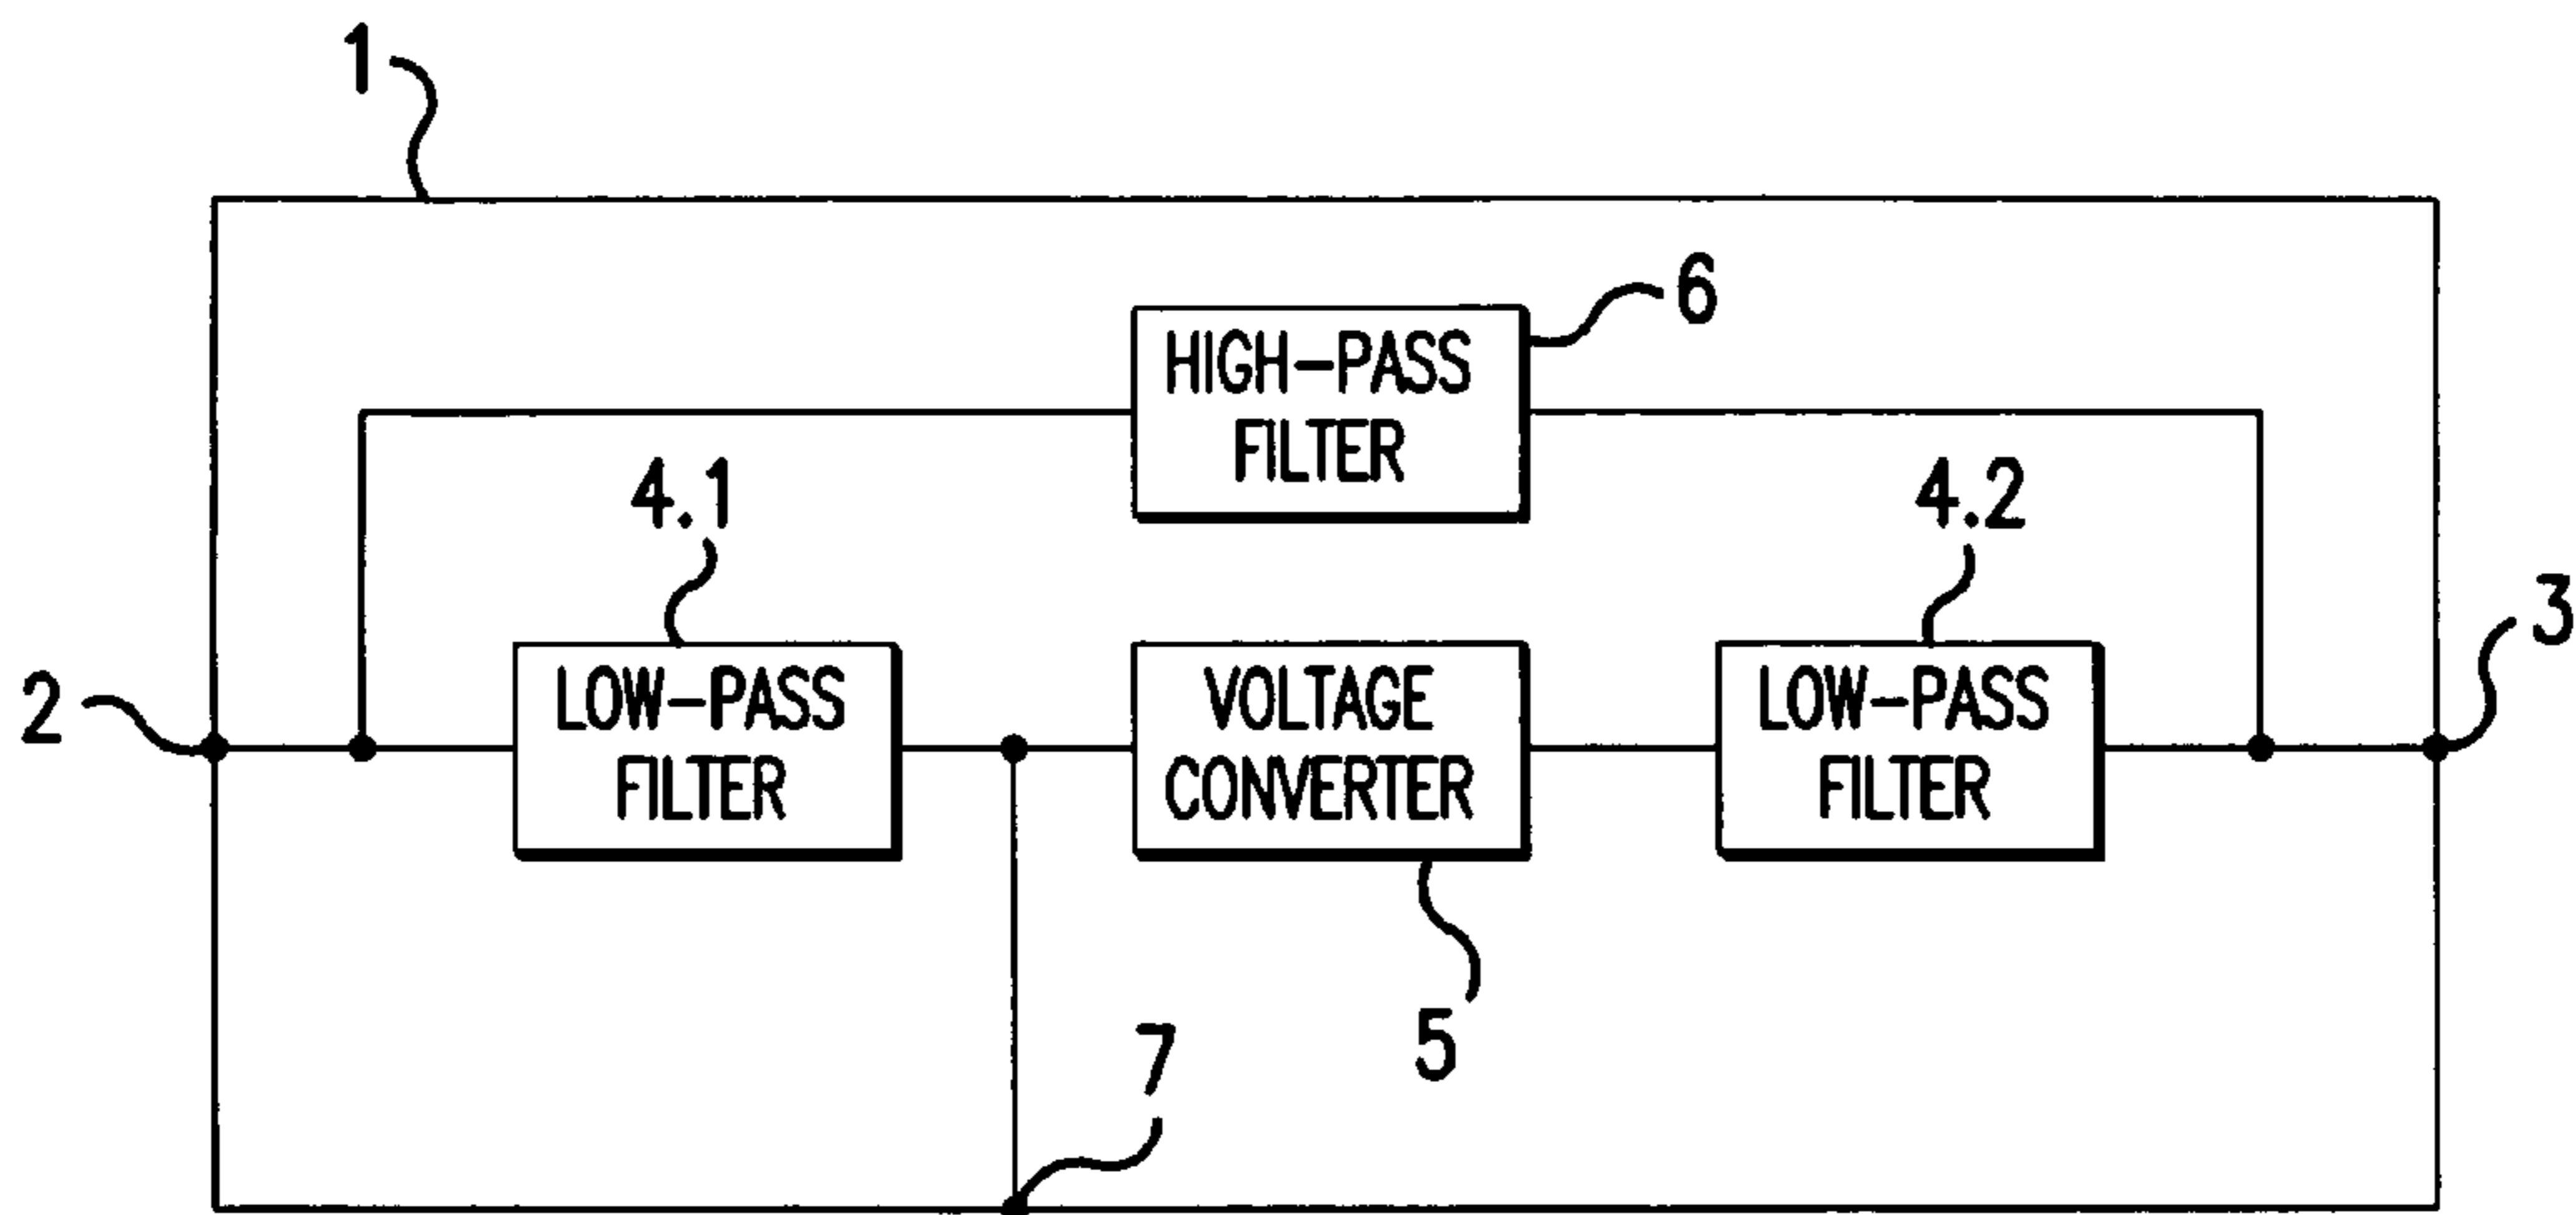 1
6
HIGH-PASS
FILTER
4.1
4.2
3
2
LOW-PASS
FILTER
VOLTAGE
CONVERTER
LOW-PASS
FILTER
7
5